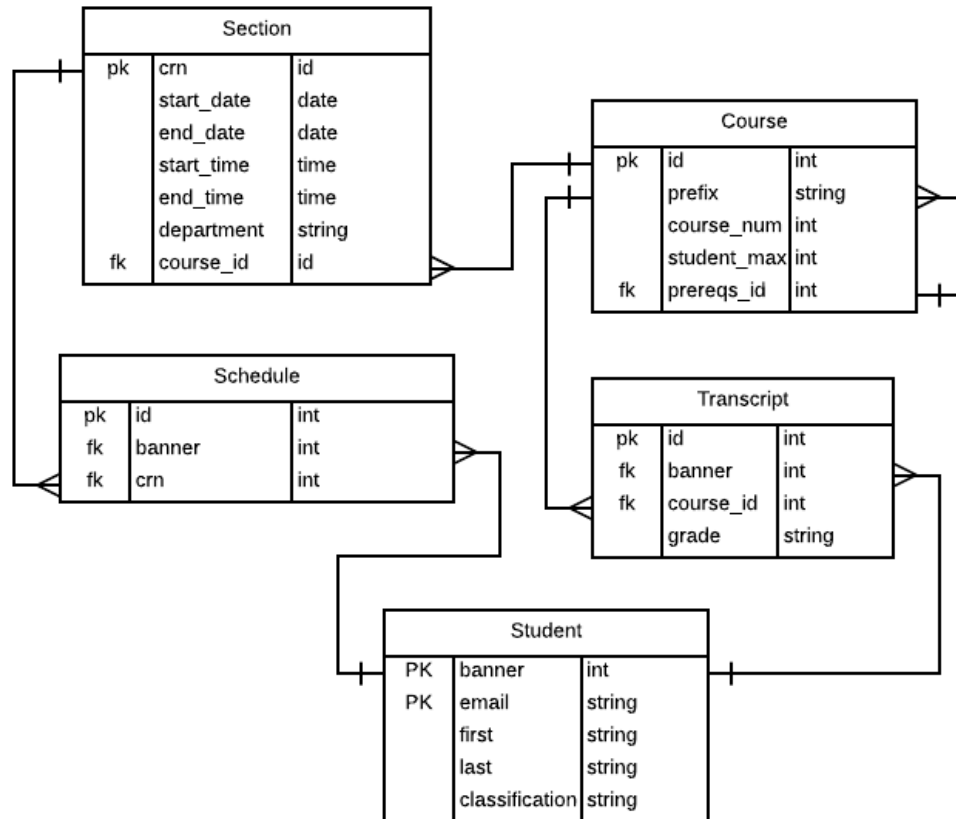 Section
pk crn id
start_date date
end_date date
start_time time
end_time time
department string
fk course_id id
Course
pk id int
prefix string
course_num int
student_max int
fk prereqs_id int
Schedule
pk id int
fk banner int
fk crn int
Transcript
pk id int
fk banner int
fk course_id int
grade string
Student
PK banner int
PK email string
first string
last string
classification string